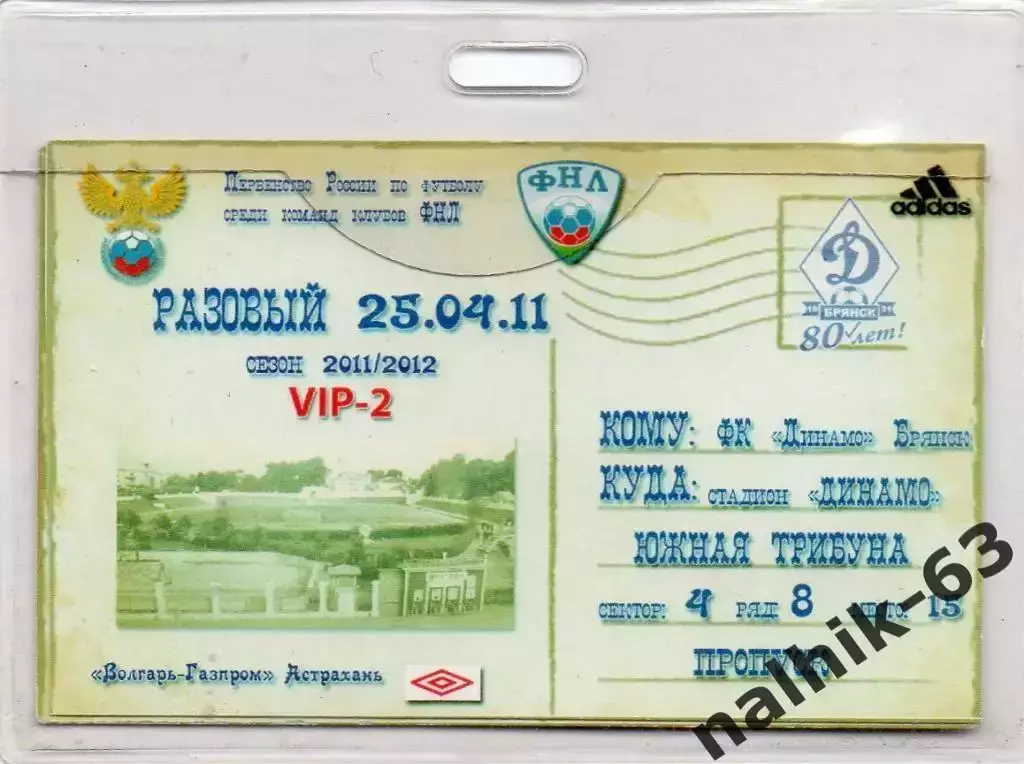 Первенство России по футболу
среди команд клубов ФНЛ
ФНЛ
adidas
РАЗОВЫЙ 25.04.11
СЕЗОН 2011/2012
VIP-2
Д
БРЯНСК
80 лет!
КОМУ: ФК «Динамо» Брянск
КУДА: СТАДИОН «ДИНАМО»
ЮЖНАЯ ТРИБУНА
СЕКТОР: 4 РЯД: 8 МЕСТО: 15
ПРОПУСК
«Волгарь-Газпром» Астрахань
nalhik-63